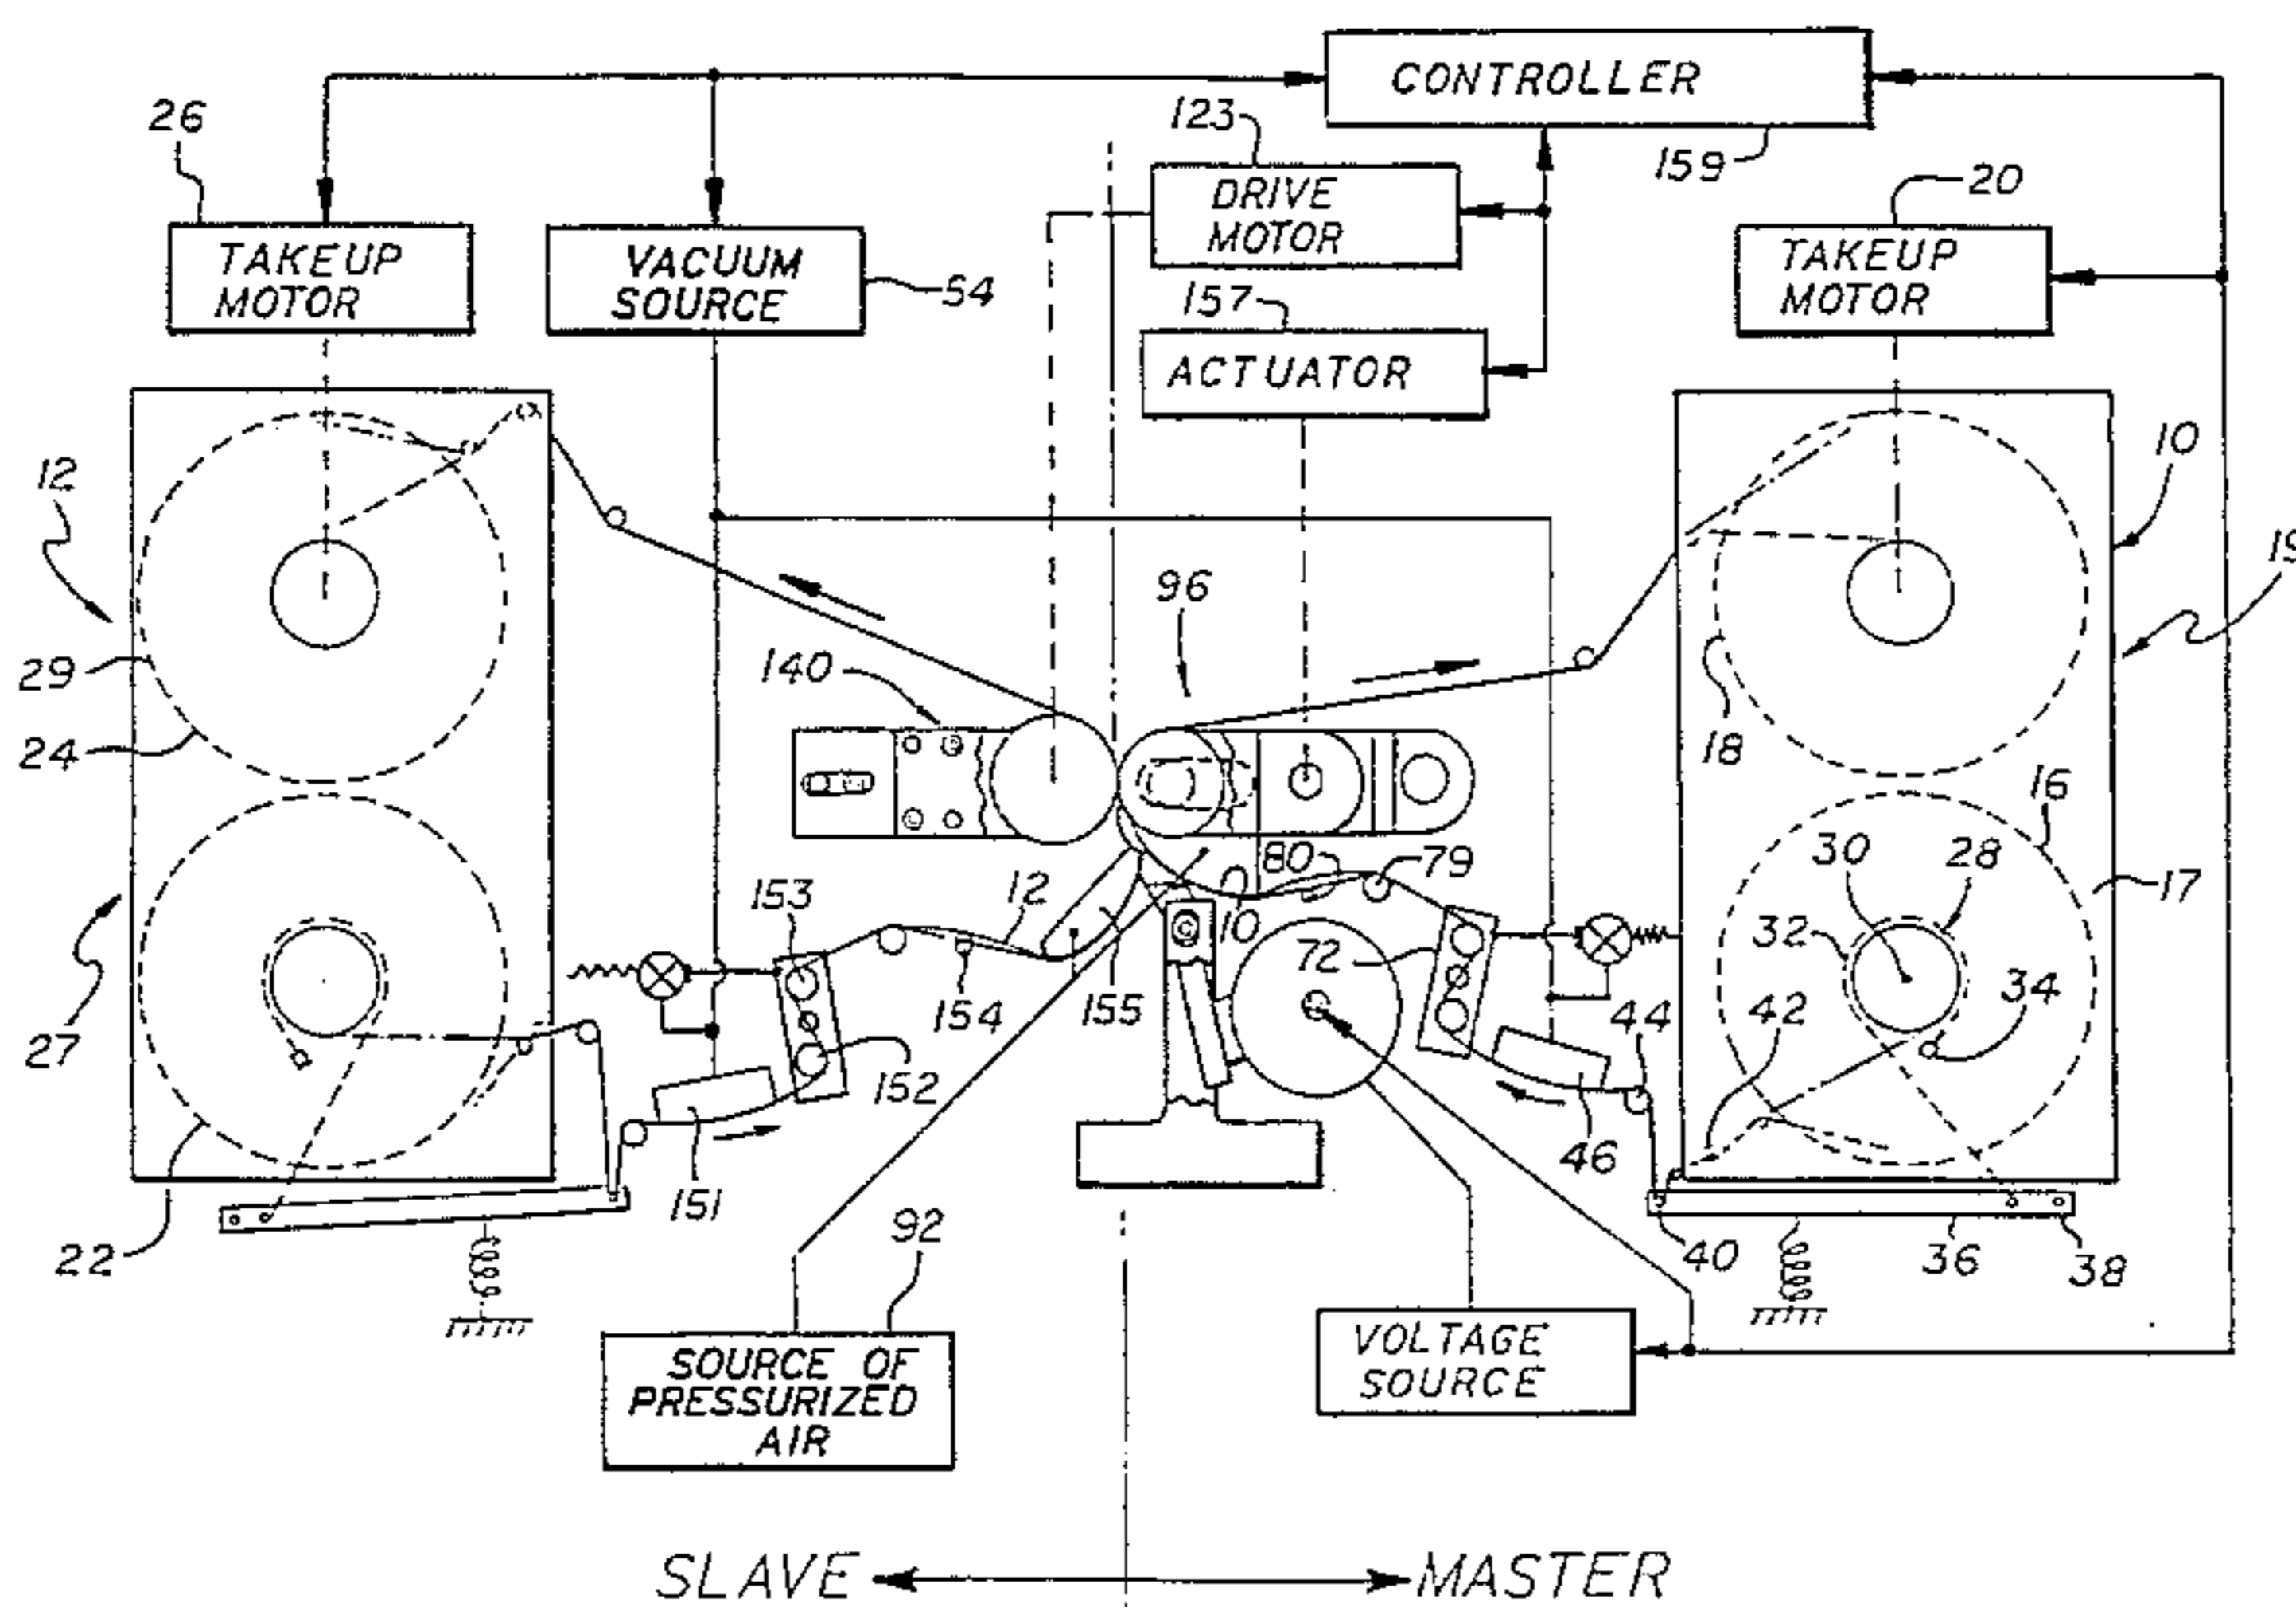 CONTROLLER
123
26
159
20
DRIVE
MOTOR
TAKEUP
MOTOR
VACUUM
SOURCE
54
TAKEUP
MOTOR
157
ACTUATOR
12
10
19
96
29
140
24
18
16
153
12
80
79
30
28
17
10
32
72
154
155
34
27
42
44
152
151
46
22
92
40
36
38
SOURCE OF
PRESSURIZED
AIR
VOLTAGE
SOURCE
SLAVE
MASTER